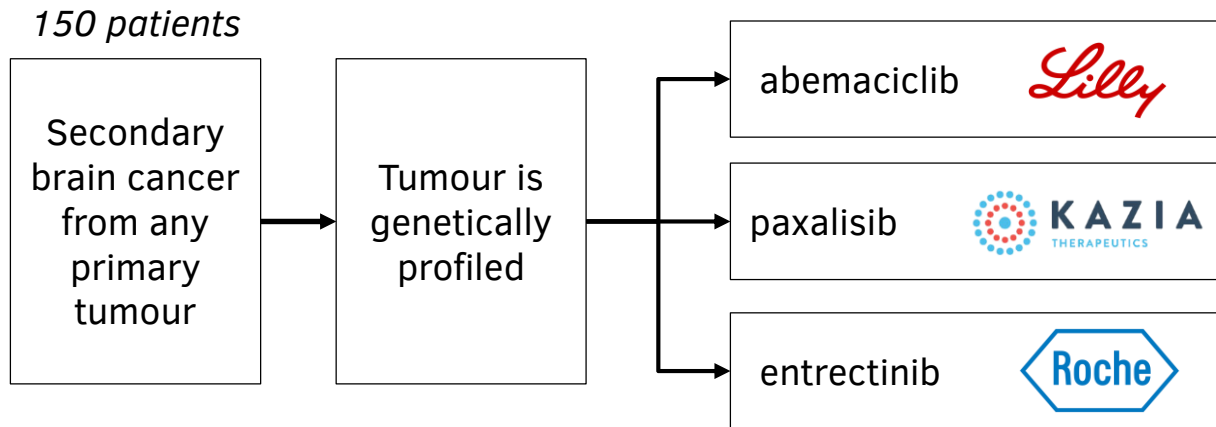 150 patients
Secondary
brain cancer
from any
primary
tumour
Tumour is
genetically
profiled
abemaciclib
Lilly
paxalisib
KAZIA
THERAPEUTICS
entrectinib
Roche